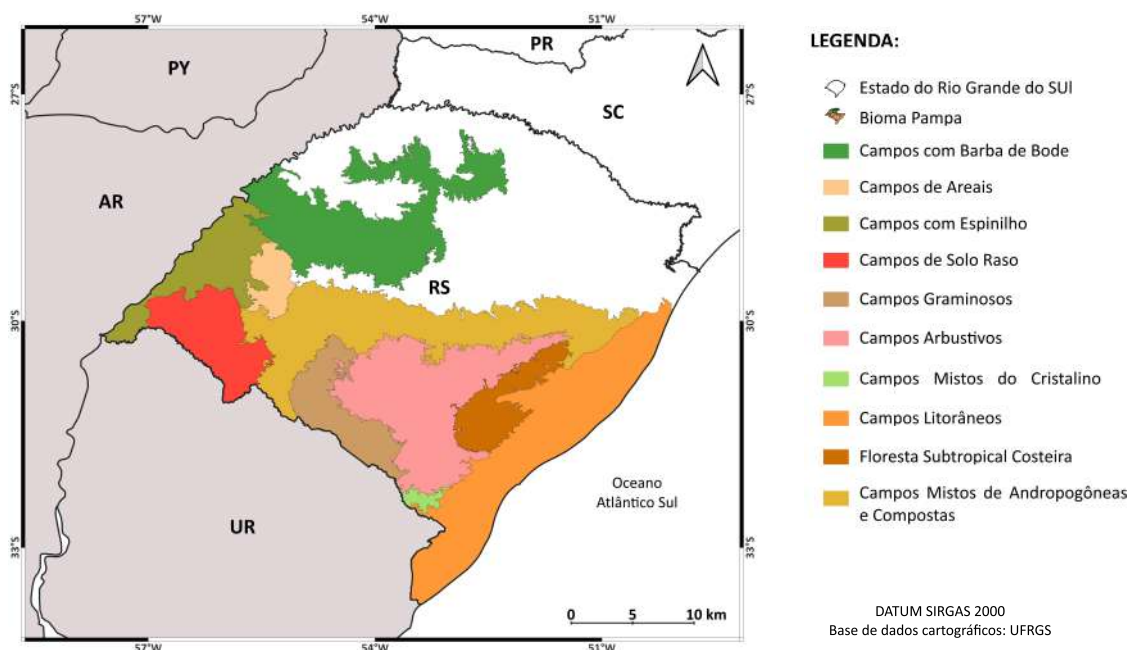 57°W
54°W
51°W
PR
PY
27°S
27°S
SC
AR
RS
30°S
30°S
Oceano
Atlântico Sul
UR
33°S
33°S
0 5 10 km
57°W
54°W
51°W
LEGENDA:
Estado do Rio Grande do SUl
Bioma Pampa
Campos com Barba de Bode
Campos de Areais
Campos com Espinilho
Campos de Solo Raso
Campos Graminosos
Campos Arbustivos
Campos Mistos do Cristalino
Campos Litorâneos
Floresta Subtropical Costeira
Campos Mistos de Andropogôneas
e Compostas
DATUM SIRGAS 2000
Base de dados cartográficos: UFRGS